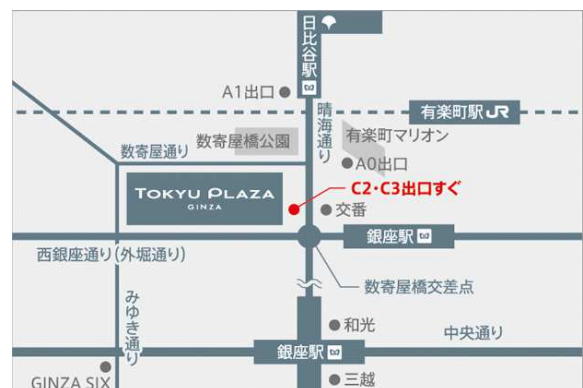 日比谷駅
A1出口
晴海通り
有楽町駅JR
数寄屋橋公園
有楽町マリオン
数寄屋通り
A0出口
TOKYU PLAZA
GINZA
C2・C3出口すぐ
交番
銀座駅
西銀座通り(外堀通り)
数寄屋橋交差点
みゆき通り
和光
中央通り
銀座駅
GINZA SIX
三越